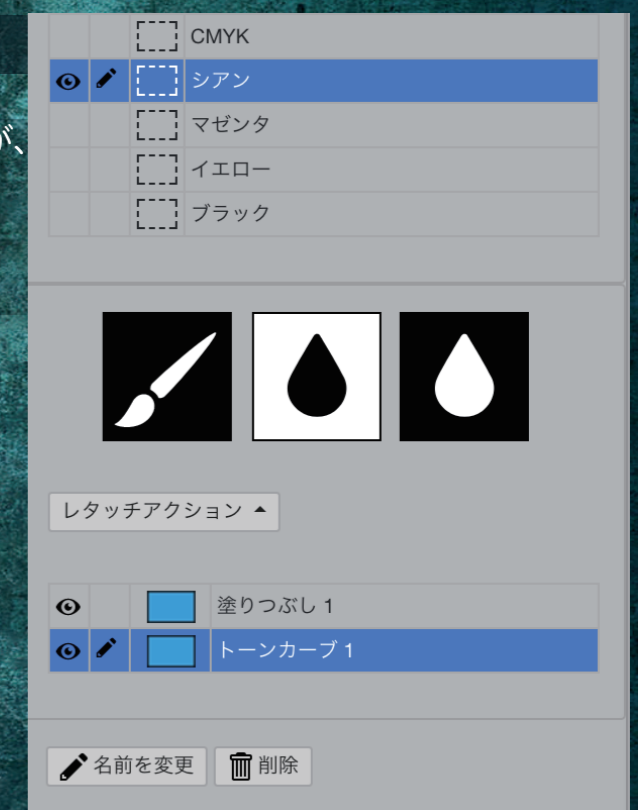 CMYK
シアン
が、
マゼンタ
イエロー
ブラック
レタッチアクション
塗りつぶし 1
トーンカーブ 1
名前を変更
削除